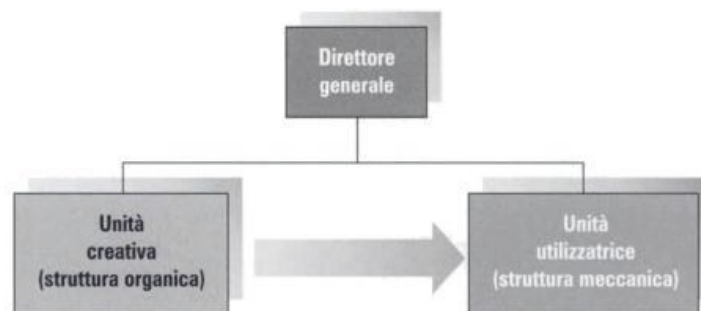 Direttore
generale
Unità
creativa
(struttura organica)
Unità
utilizzatrice
(struttura meccanica)